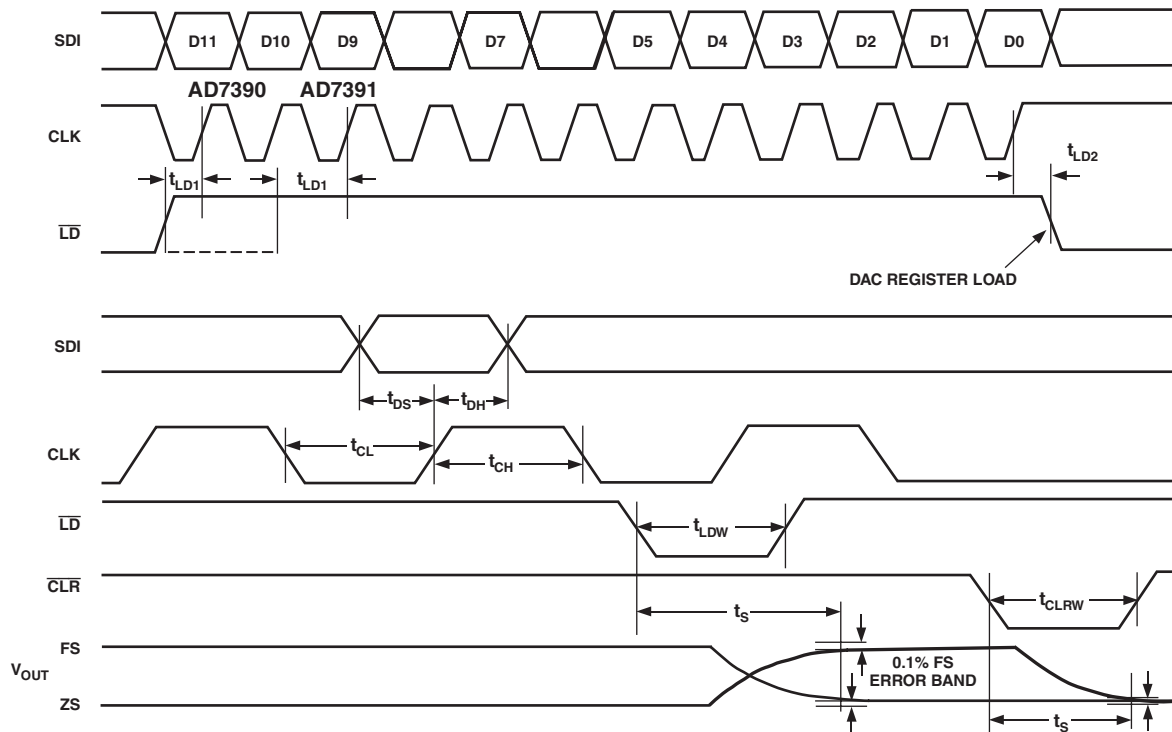 SDI D11 D10 D9 D7 D5 D4 D3 D2 D1 D0
AD7390 AD7391
CLK
tLD1 tLD1 tLD2
LD
DAC REGISTER LOAD
SDI
tDS tDH
CLK
tCL
tCH
LD
tLDW
CLR
tCLRW
tS
FS
VOUT
0.1% FS
ERROR BAND
ZS
tS